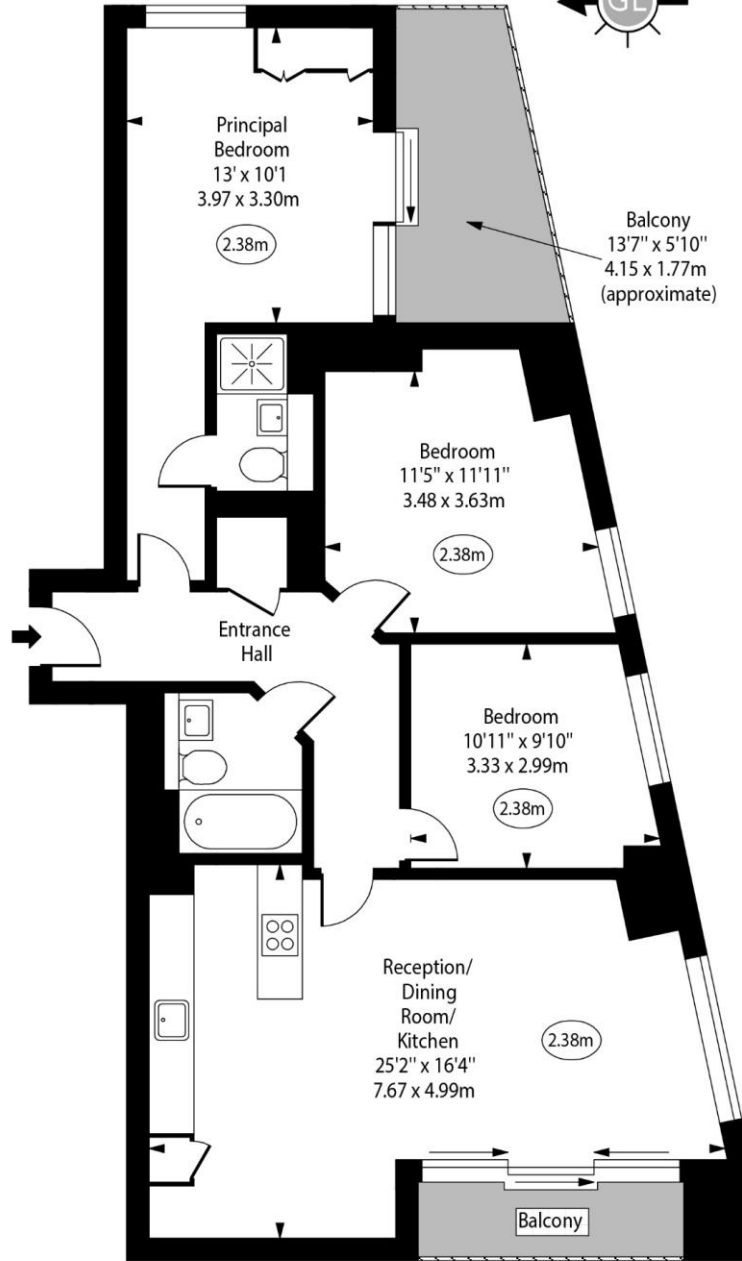 GL
Principal
Bedroom
13' x 10'1
3.97 x 3.30m
2.38m
Balcony
13'7" x 5'10"
4.15 x 1.77m
(approximate)
Bedroom
11'5" x 11'11"
3.48 x 3.63m
2.38m
Entrance
Hall
Bedroom
10'11" x 9'10"
3.33 x 2.99m
2.38m
Reception/
Dining
Room/
Kitchen
25'2" x 16'4"
7.67 x 4.99m
2.38m
Balcony